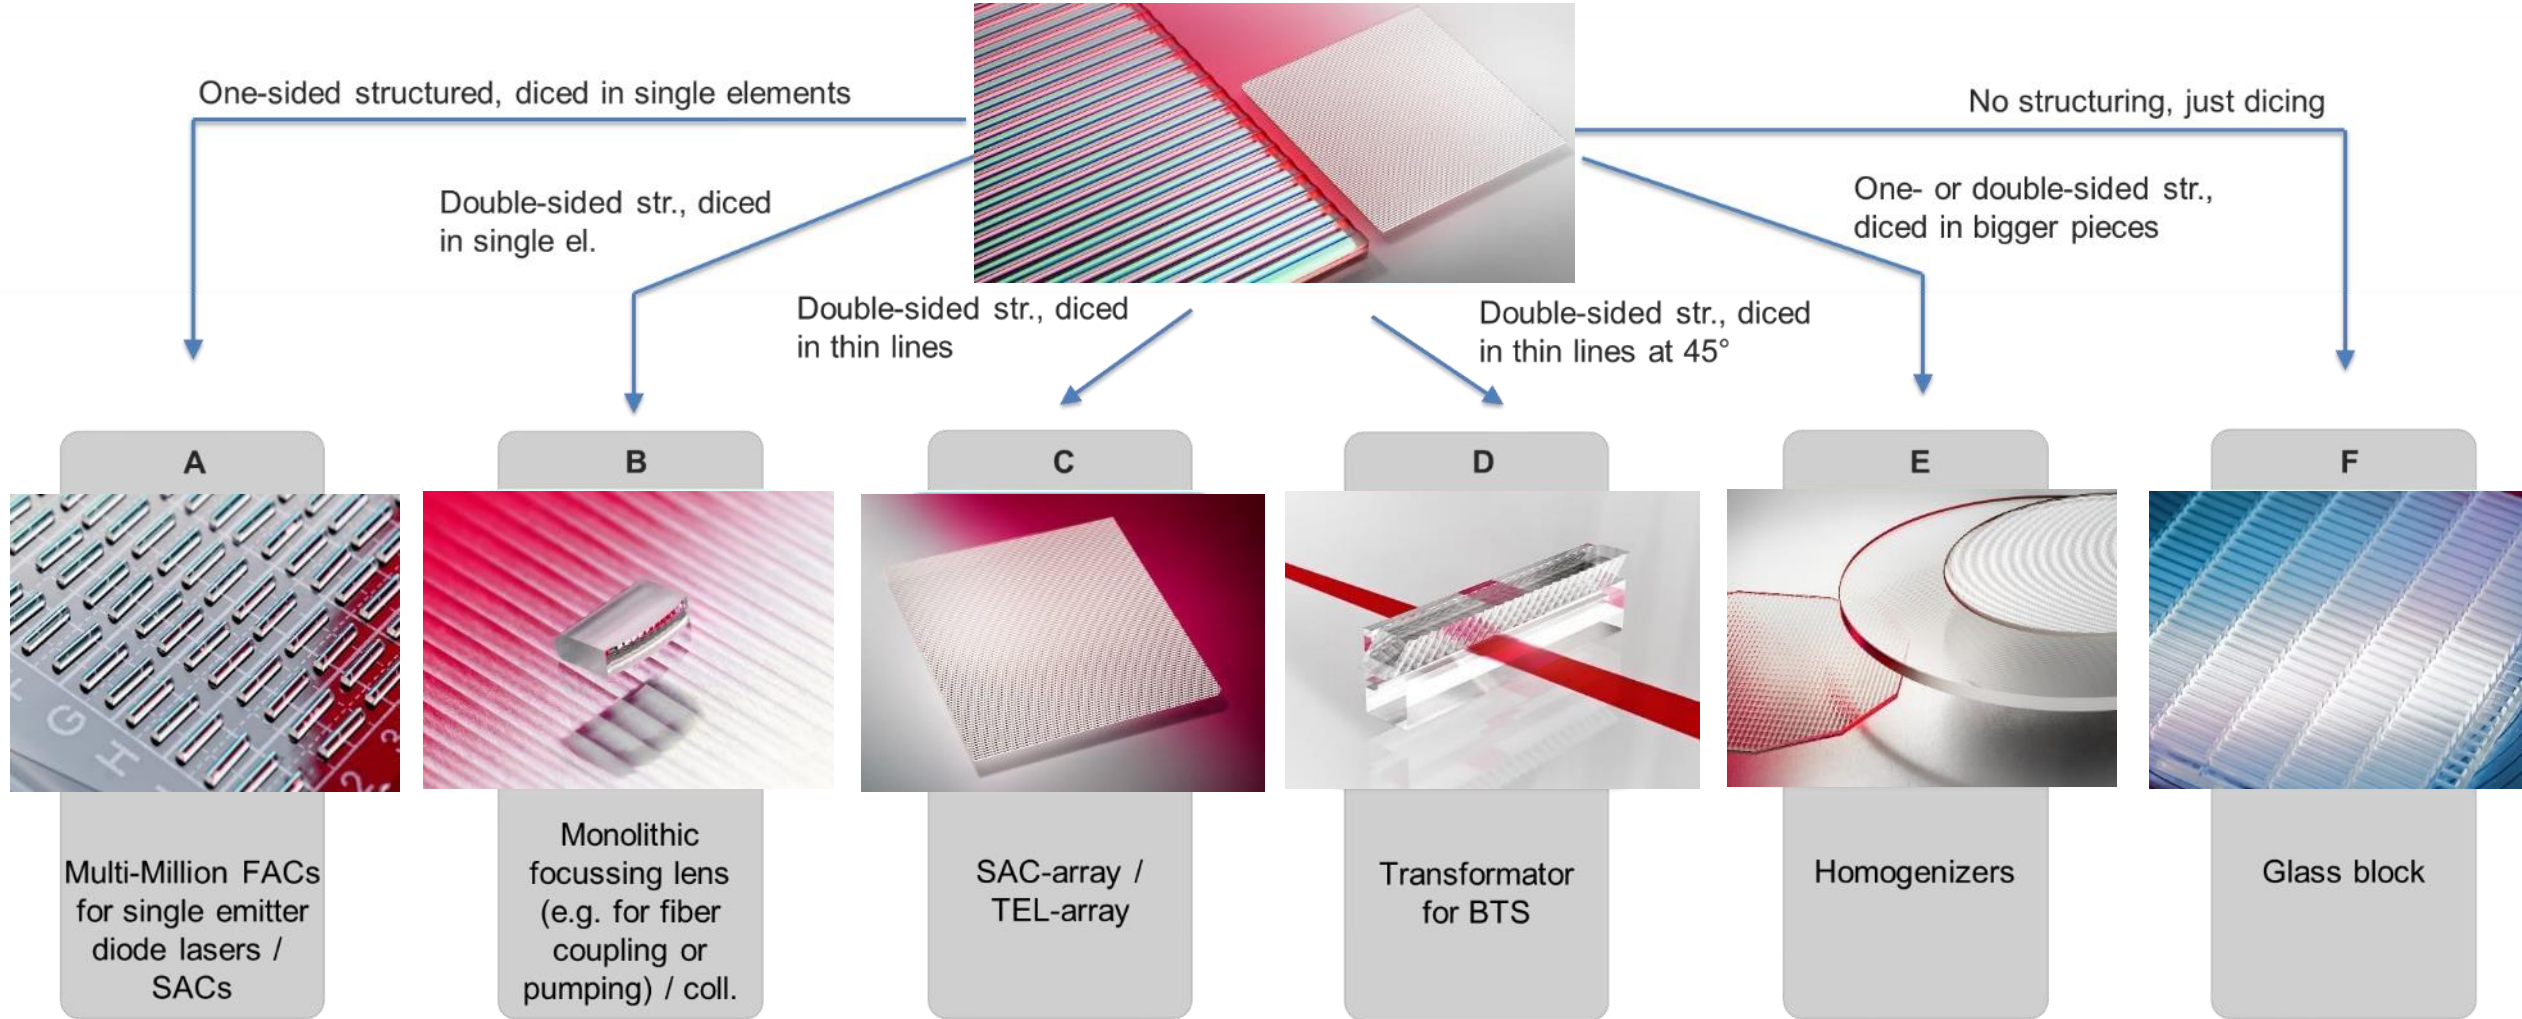 One-sided structured, diced in single elements
No structuring, just dicing
Double-sided str., diced
in single el.
One- or double-sided str.,
diced in bigger pieces
Double-sided str., diced
in thin lines
Double-sided str., diced
in thin lines at 45°
A
B
C
D
E
F
G
H
3
2
Multi-Million FACs
for single emitter
diode lasers /
SACs
Monolithic
focussing lens
(e.g. for fiber
coupling or
pumping) / coll.
SAC-array /
TEL-array
Transformator
for BTS
Homogenizers
Glass block